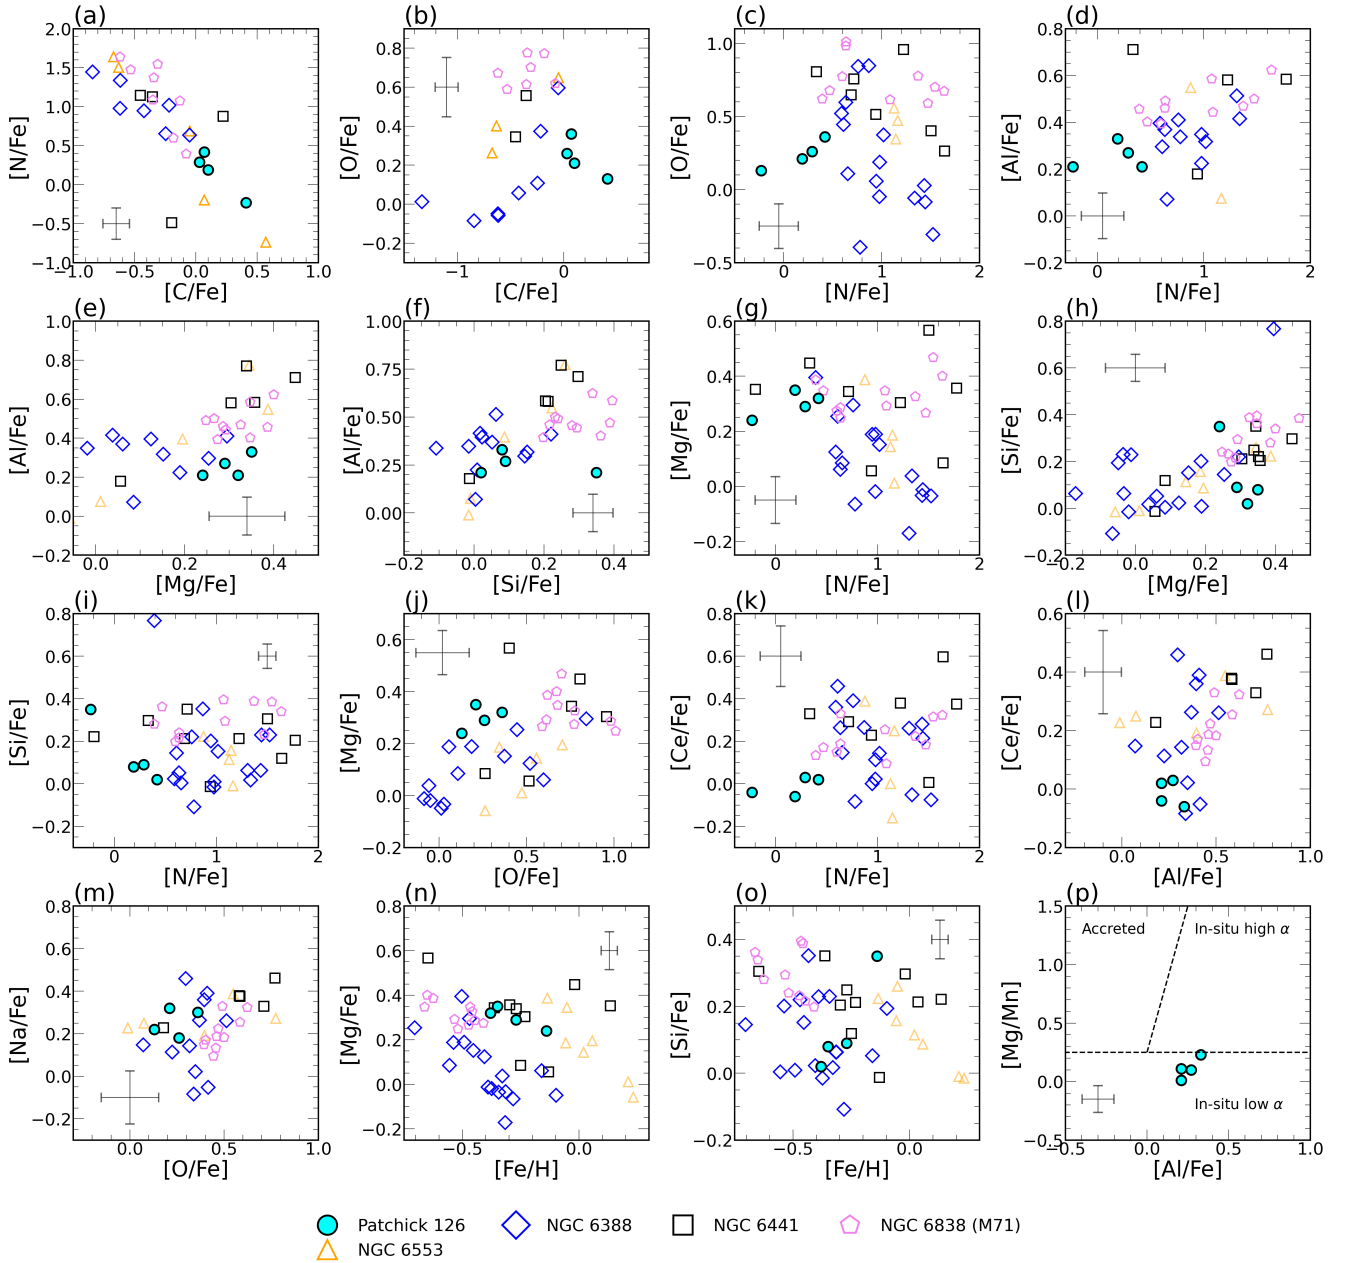 (a) (b) (c) (d)
2.0 1.5 1.0 0.5 0.0 −0.5 −1.0
[N/Fe]
−1.0 −0.5 0.0 0.5 1.0
[C/Fe]
0.8 0.6 0.4 0.2 0.0 −0.2
[O/Fe]
−1 0
[C/Fe]
1.0 0.5 0.0 −0.5
[O/Fe]
0 1 2
[N/Fe]
0.8 0.6 0.4 0.2 0.0 −0.2
[Al/Fe]
0 1 2
[N/Fe]
(e) (f) (g) (h)
1.0 0.8 0.6 0.4 0.2 0.0 −0.2
[Al/Fe]
0.0 0.2 0.4
[Mg/Fe]
1.00 0.75 0.50 0.25 0.00
[Al/Fe]
0.0 0.2 0.4 0.6
[Si/Fe]
0.6 0.4 0.2 0.0 −0.2
[Mg/Fe]
0 1 2
[N/Fe]
0.8 0.6 0.4 0.2 0.0 −0.2
[Si/Fe]
−0.2 0.0 0.2 0.4
[Mg/Fe]
(i) (j) (k) (l)
0.8 0.6 0.4 0.2 0.0 −0.2
[Si/Fe]
0 1 2
[N/Fe]
0.6 0.4 0.2 0.0 −0.2
[Mg/Fe]
0.0 0.5 1.0
[O/Fe]
0.8 0.6 0.4 0.2 0.0 −0.2
[Ce/Fe]
0 1 2
[N/Fe]
0.6 0.4 0.2 0.0 −0.2
[Ce/Fe]
0.0 0.5 1.0
[Al/Fe]
(m) (n) (o) (p)
0.8 0.6 0.4 0.2 0.0 −0.2
[Na/Fe]
0.0 0.5 1.0
[O/Fe]
0.8 0.6 0.4 0.2 0.0 −0.2
[Mg/Fe]
−0.5 0.0
[Fe/H]
0.4 0.2 0.0 −0.2
[Si/Fe]
−0.5 0.0
[Fe/H]
1.5 1.0 0.5 0.0 −0.5
[Mg/Mn]
Accreted In-situ high α
In-situ low α
−0.5 0.0 0.5 1.0
[Al/Fe]
Patchick 126 NGC 6388 NGC 6441 NGC 6838 (M71)
NGC 6553